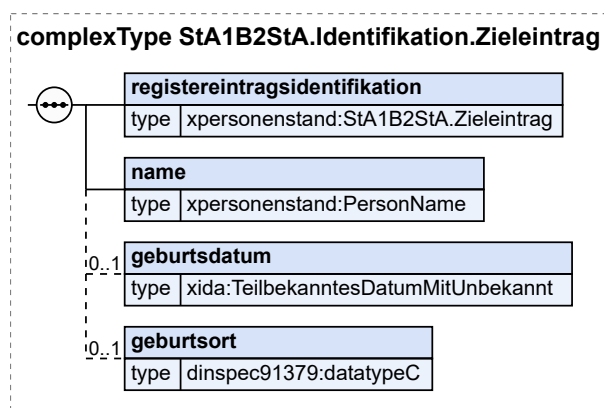 complexType StA1B2StA.Identifikation.Zieleintrag
registereintragsidentifikation
type xpersonenstand:StA1B2StA.Zieleintrag
name
type xpersonenstand:PersonName
0..1 geburtsdatum
type xida:TeilbekanntesDatumMitUnbekannt
0..1 geburtsort
type dinspec91379:datatypeC